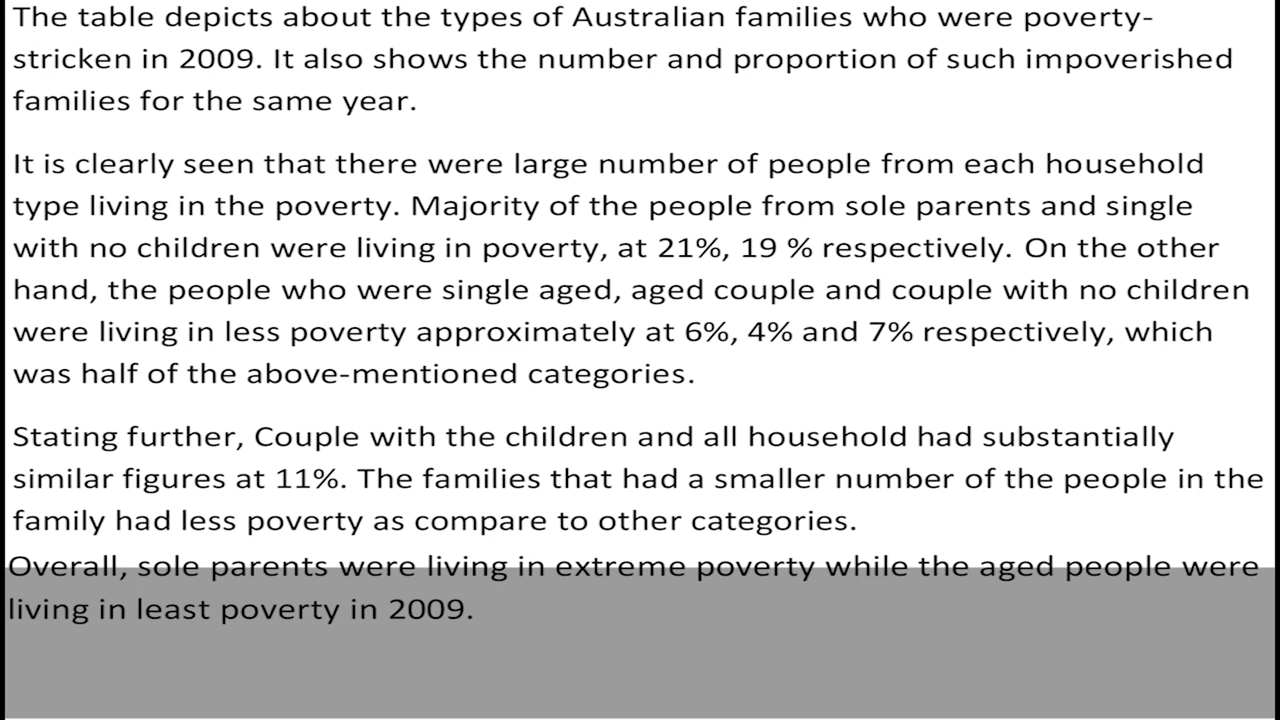 The table depicts about the types of Australian families who were poverty-
stricken in 2009. It also shows the number and proportion of such impoverished
families for the same year.
It is clearly seen that there were large number of people from each household
type living in the poverty. Majority of the people from sole parents and single
with no children were living in poverty, at 21%, 19 % respectively. On the other
hand, the people who were single aged, aged couple and couple with no children
were living in less poverty approximately at 6%, 4% and 7% respectively, which
was half of the above-mentioned categories.
Stating further, Couple with the children and all household had substantially
similar figures at 11%. The families that had a smaller number of the people in the
family had less poverty as compare to other categories.
Overall, sole parents were living in extreme poverty while the aged people were
living in least poverty in 2009.